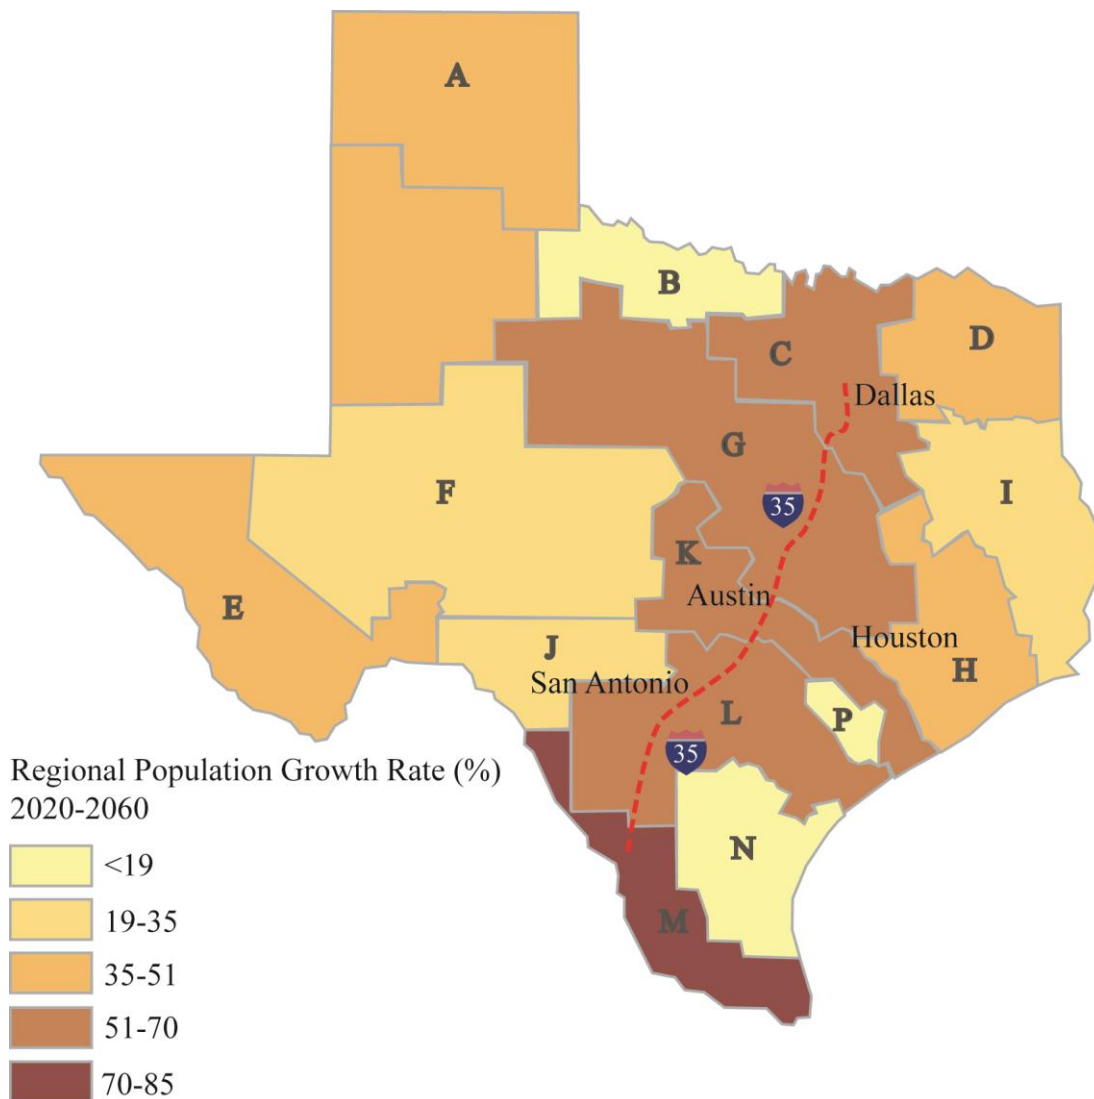 A
B
C
D
Dallas
G
F
I
35
K
Austin
E
Houston
J
H
San Antonio
L
P
35
Regional Population Growth Rate (%)
2020-2060
N
<19
19-35
M
35-51
51-70
70-85